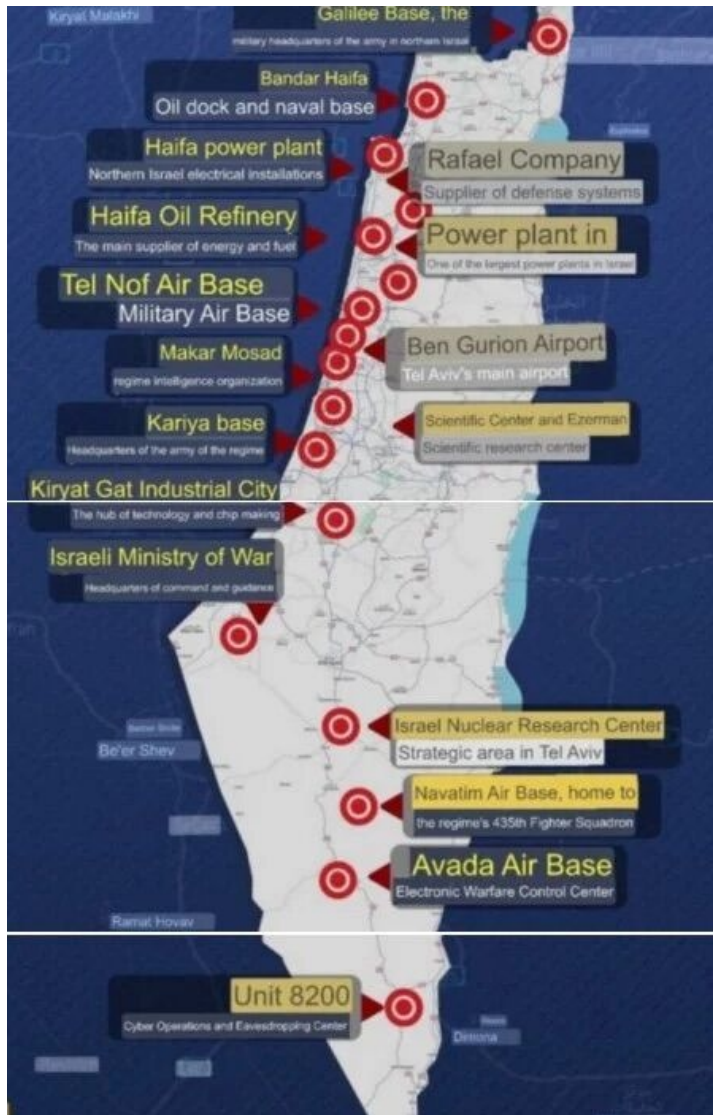 Kiryat Malakhi
Galilee Base, the
military headquarters of the army in northern Israel
Bandar Haifa
Oil dock and naval base
Haifa power plant
Northern Israel electrical installations
Rafael Company
Supplier of defense systems
Haifa Oil Refinery
The main supplier of energy and fuel
Power plant in
One of the largest power plants in Israel
Tel Nof Air Base
Military Air Base
Makar Mosad
regime intelligence organization
Ben Gurion Airport
Tel Aviv's main airport
Kariya base
Headquarters of the army of the regime
Scientific Center and Ezerman
Scientific research center
Kiryat Gat Industrial City
The hub of technology and chip making
Israeli Ministry of War
Headquarters of command and guidance
Israel Nuclear Research Center
Strategic area in Tel Aviv
Be'er Shev
Navatim Air Base, home to
the regime's 435th Fighter Squadron
Avada Air Base
Electronic Warfare Control Center
Ramat Hovav
Unit 8200
Cyber Operations and Eavesdropping Center
Dimona